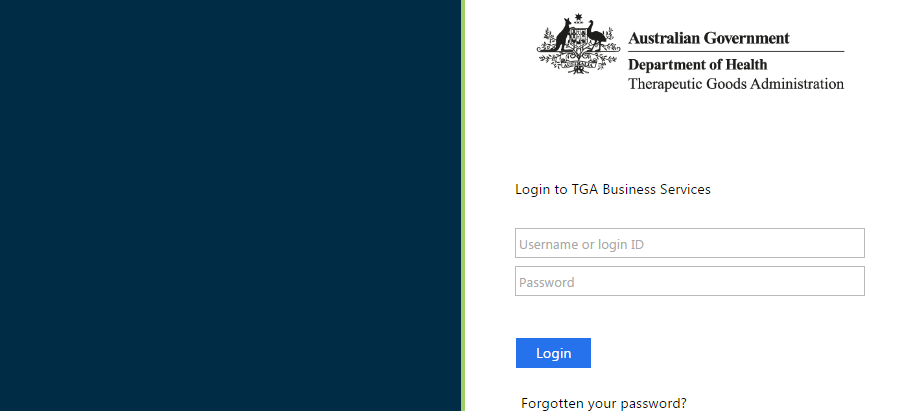 Australian Government
Department of Health
Therapeutic Goods Administration
Login to TGA Business Services
Username or login ID
Password
Login
Forgotten your password?